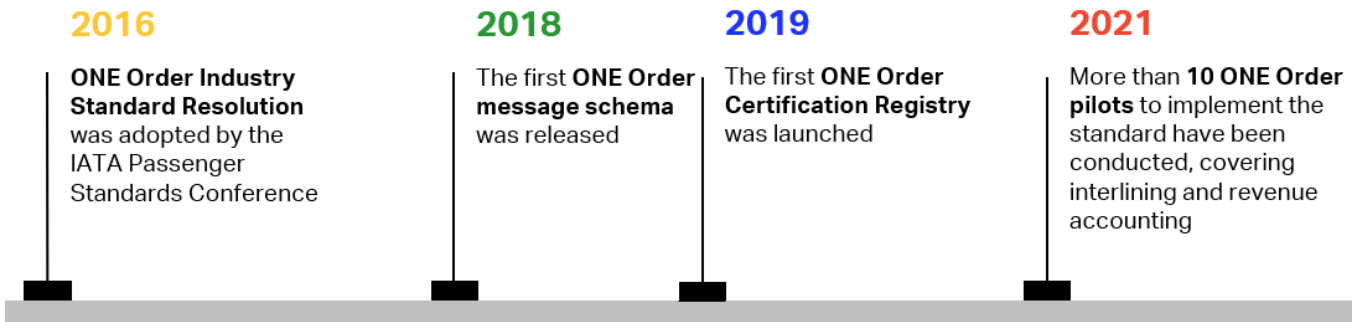 2016
ONE Order Industry
Standard Resolution
was adopted by the
IATA Passenger
Standards Conference
2018
The first ONE Order
message schema
was released
2019
The first ONE Order
Certification Registry
was launched
2021
More than 10 ONE Order
pilots to implement the
standard have been
conducted, covering
interlining and revenue
accounting